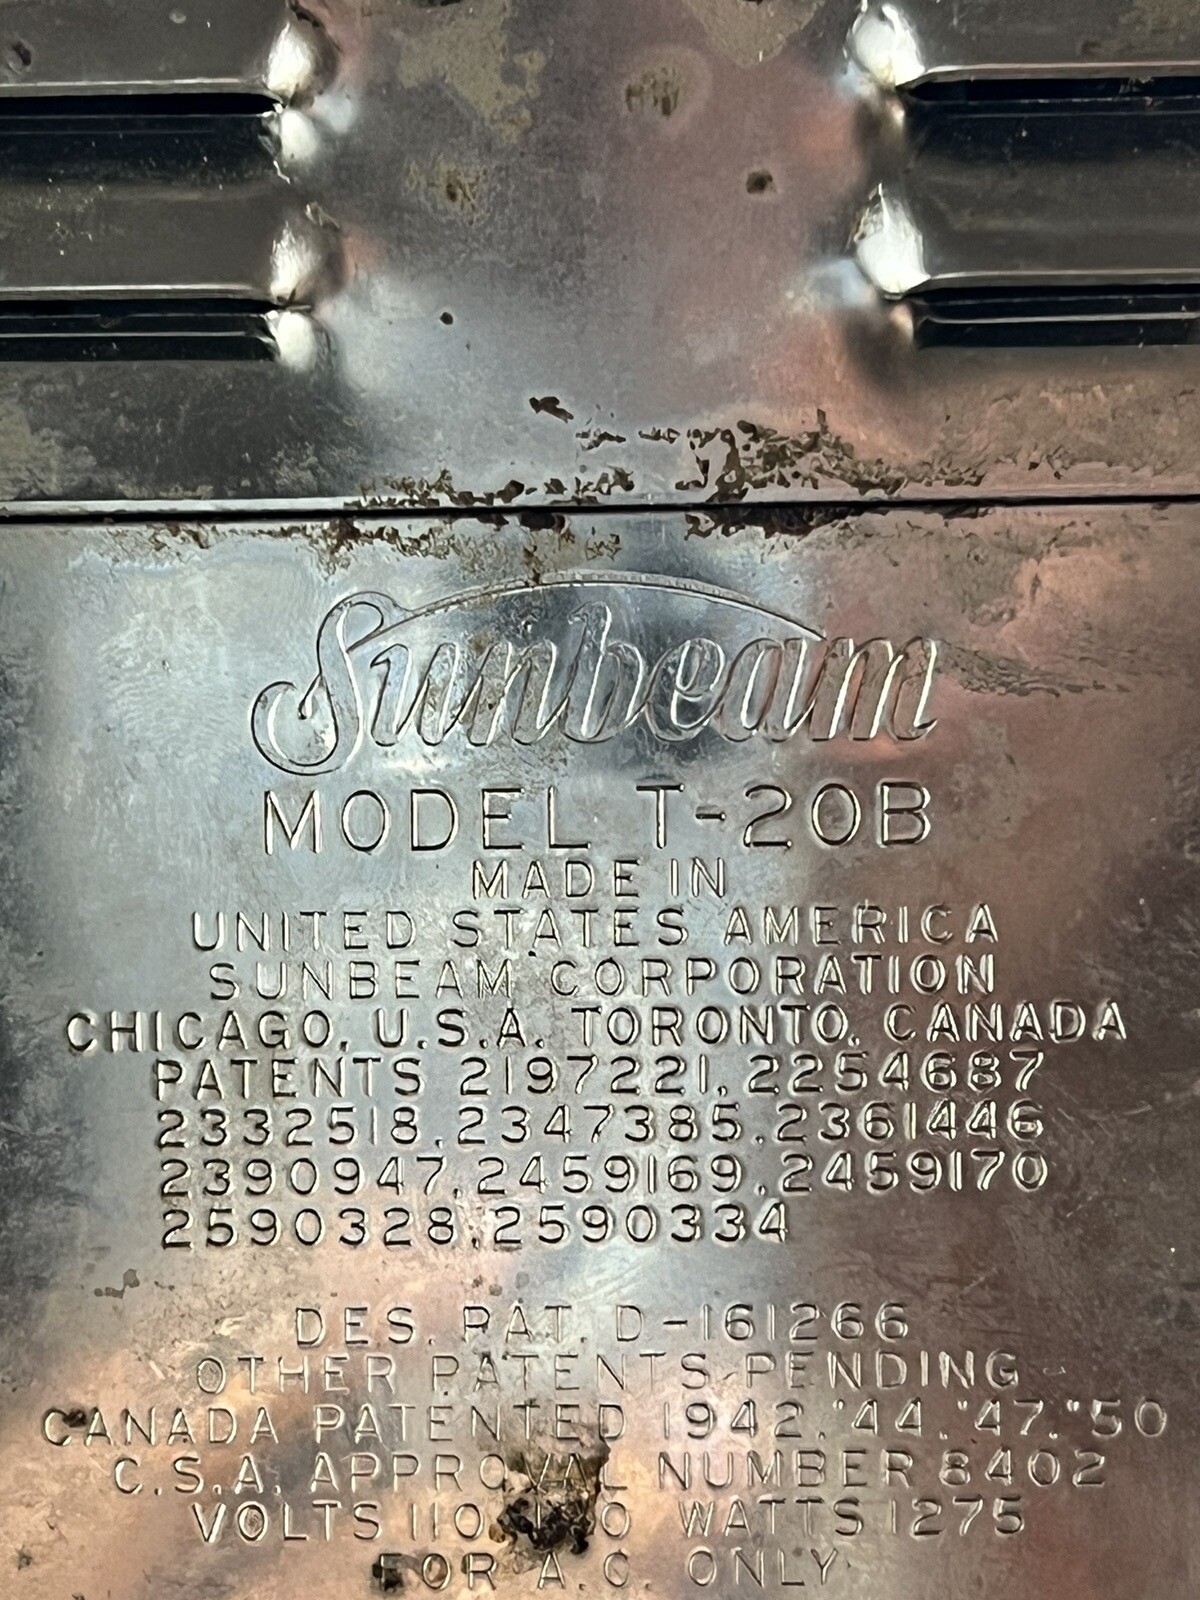 Sunbeam
MODEL T-20B
MADE IN
UNITED STATES AMERICA
SUNBEAM CORPORATION
CHICAGO, U.S.A. TORONTO, CANADA
PATENTS 2197221, 2254687
2332518, 2347385, 2361446
2390947, 2459169, 2459170
2590328, 2590334
DES. PAT. D-161266
OTHER PATENTS PENDING
CANADA PATENTED 1942, '44, '47, '50
C.S.A. APPROVAL NUMBER 8402
VOLTS WATTS 1275
FOR A.C. ONLY